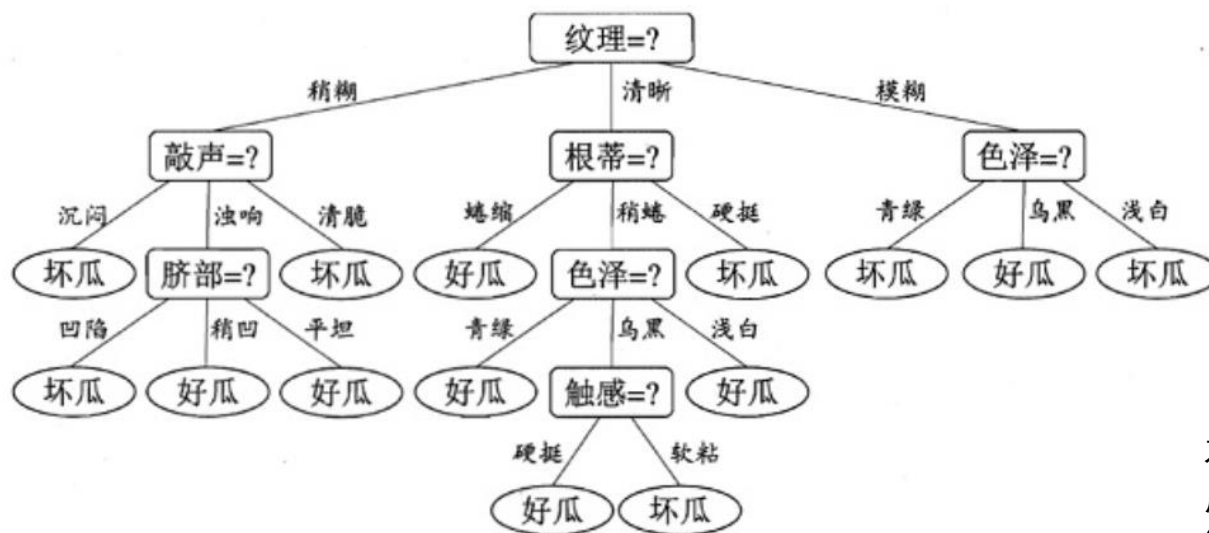 纹理=?
稍糊 清晰 模糊
敲声=? 根蒂=? 色泽=?
沉闷 浊响 清脆 蜷缩 稍蜷 硬挺 青绿 乌黑 浅白
坏瓜 脐部=? 坏瓜 好瓜 色泽=? 坏瓜 坏瓜 好瓜 坏瓜
凹陷 稍凹 平坦 青绿 乌黑 浅白
坏瓜 好瓜 好瓜 好瓜 触感=? 好瓜
硬挺 软粘
好瓜 坏瓜